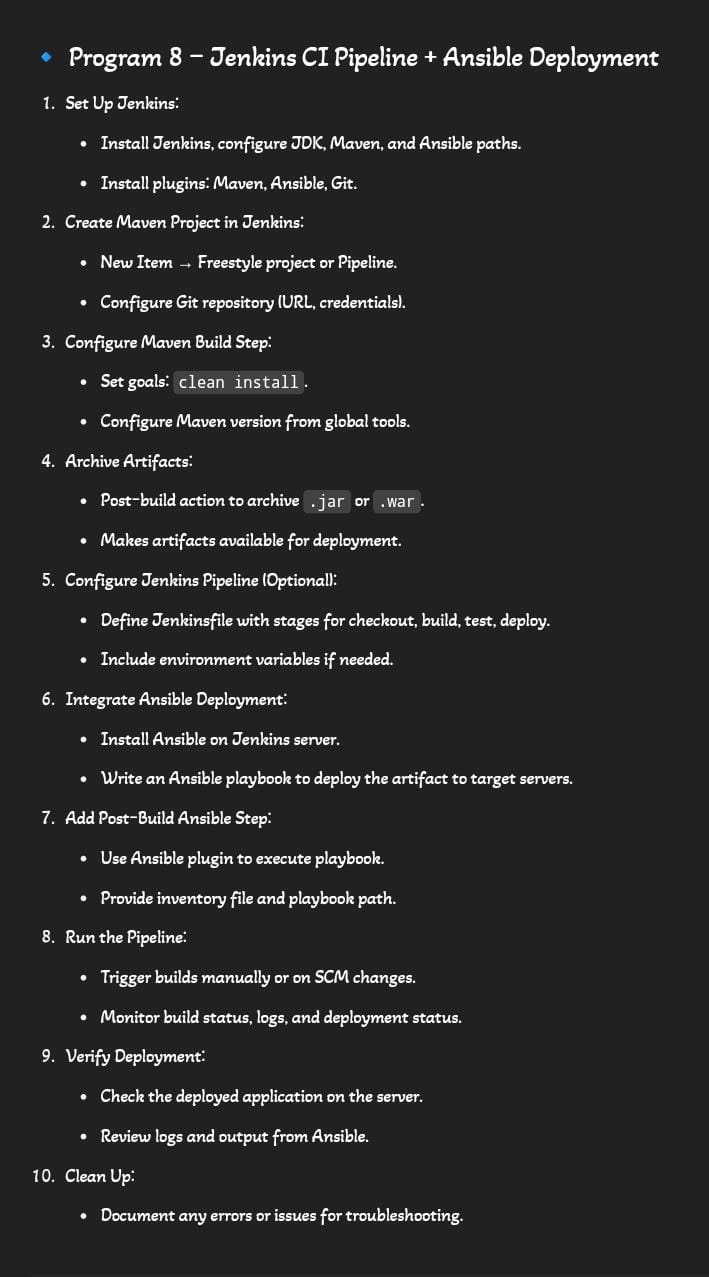 🔹 Program 8 – Jenkins CI Pipeline + Ansible Deployment
1. Set Up Jenkins:
• Install Jenkins, configure JDK, Maven, and Ansible paths.
• Install plugins: Maven, Ansible, Git.
2. Create Maven Project in Jenkins:
• New Item → Freestyle project or Pipeline.
• Configure Git repository (URL, credentials).
3. Configure Maven Build Step:
• Set goals: clean install.
• Configure Maven version from global tools.
4. Archive Artifacts:
• Post-build action to archive .jar or .war.
• Makes artifacts available for deployment.
5. Configure Jenkins Pipeline (Optional):
• Define Jenkinsfile with stages for checkout, build, test, deploy.
• Include environment variables if needed.
6. Integrate Ansible Deployment:
• Install Ansible on Jenkins server.
• Write an Ansible playbook to deploy the artifact to target servers.
7. Add Post-Build Ansible Step:
• Use Ansible plugin to execute playbook.
• Provide inventory file and playbook path.
8. Run the Pipeline:
• Trigger builds manually or on SCM changes.
• Monitor build status, logs, and deployment status.
9. Verify Deployment:
• Check the deployed application on the server.
• Review logs and output from Ansible.
10. Clean Up:
• Document any errors or issues for troubleshooting.